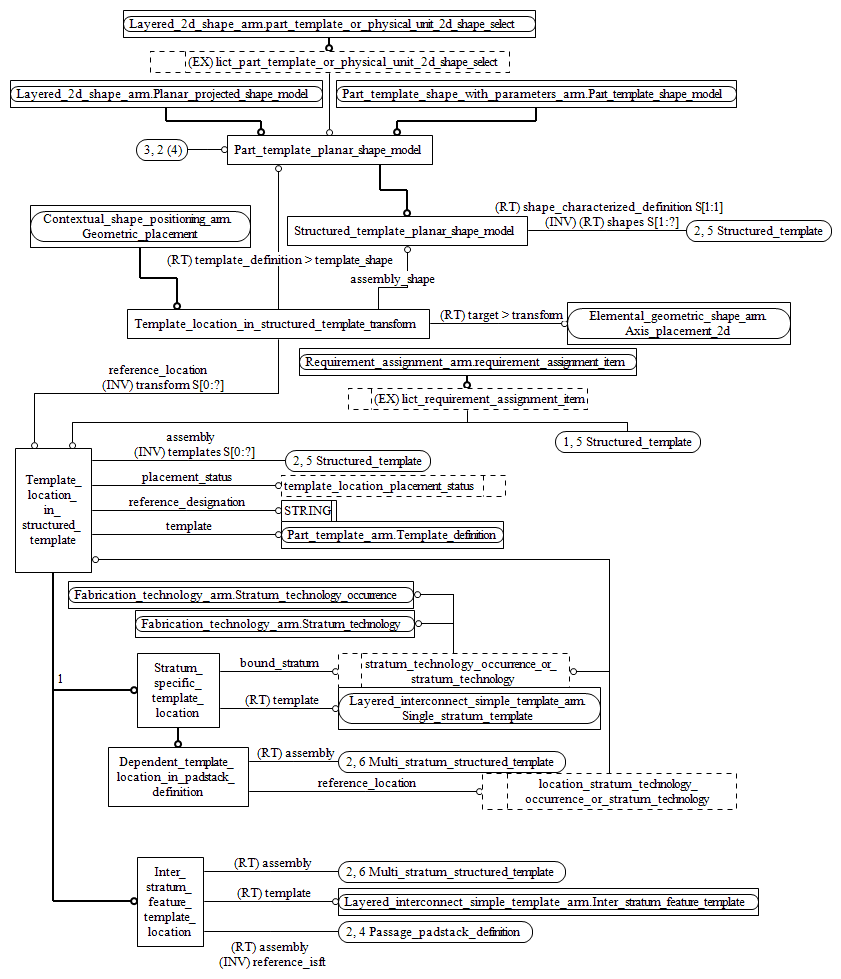 Layered_2d_shape_arm.part_template_or_physical_unit_2d_shape_select
(EX) lict_part_template_or_physical_unit_2d_shape_select
Layered_2d_shape_arm.Planar_projected_shape_model
Part_template_shape_with_parameters_arm.Part_template_shape_model
3, 2 (4)
Part_template_planar_shape_model
Contextual_shape_positioning_arm.
Geometric_placement
(RT) shape_characterized_definition S[1:1]
(INV) (RT) shapes S[1:?]
Structured_template_planar_shape_model
2, 5 Structured_template
(RT) template_definition > template_shape
assembly_shape
Template_location_in_structured_template_transform
(RT) target > transform
Elemental_geometric_shape_arm.
Axis_placement_2d
Requirement_assignment_arm.requirement_assignment_item
reference_location
(INV) transform S[0:?]
(EX) lict_requirement_assignment_item
1, 5 Structured_template
assembly
(INV) templates S[0:?]
2, 5 Structured_template
Template_
location_
in_
structured_
template
placement_status
template_location_placement_status
reference_designation
STRING
template
Part_template_arm.Template_definition
Fabrication_technology_arm.Stratum_technology_occurrence
Fabrication_technology_arm.Stratum_technology
1
Stratum_
specific_
template_
location
bound_stratum
stratum_technology_occurrence_or_
stratum_technology
(RT) template
Layered_interconnect_simple_template_arm.
Single_stratum_template
Dependent_template_
location_in_padstack_
definition
(RT) assembly
2, 6 Multi_stratum_structured_template
reference_location
location_stratum_technology_
occurrence_or_stratum_technology
Inter_
stratum_
feature_
template_
location
(RT) assembly
2, 6 Multi_stratum_structured_template
(RT) template
Layered_interconnect_simple_template_arm.Inter_stratum_feature_template
2, 4 Passage_padstack_definition
(RT) assembly
(INV) reference_isft